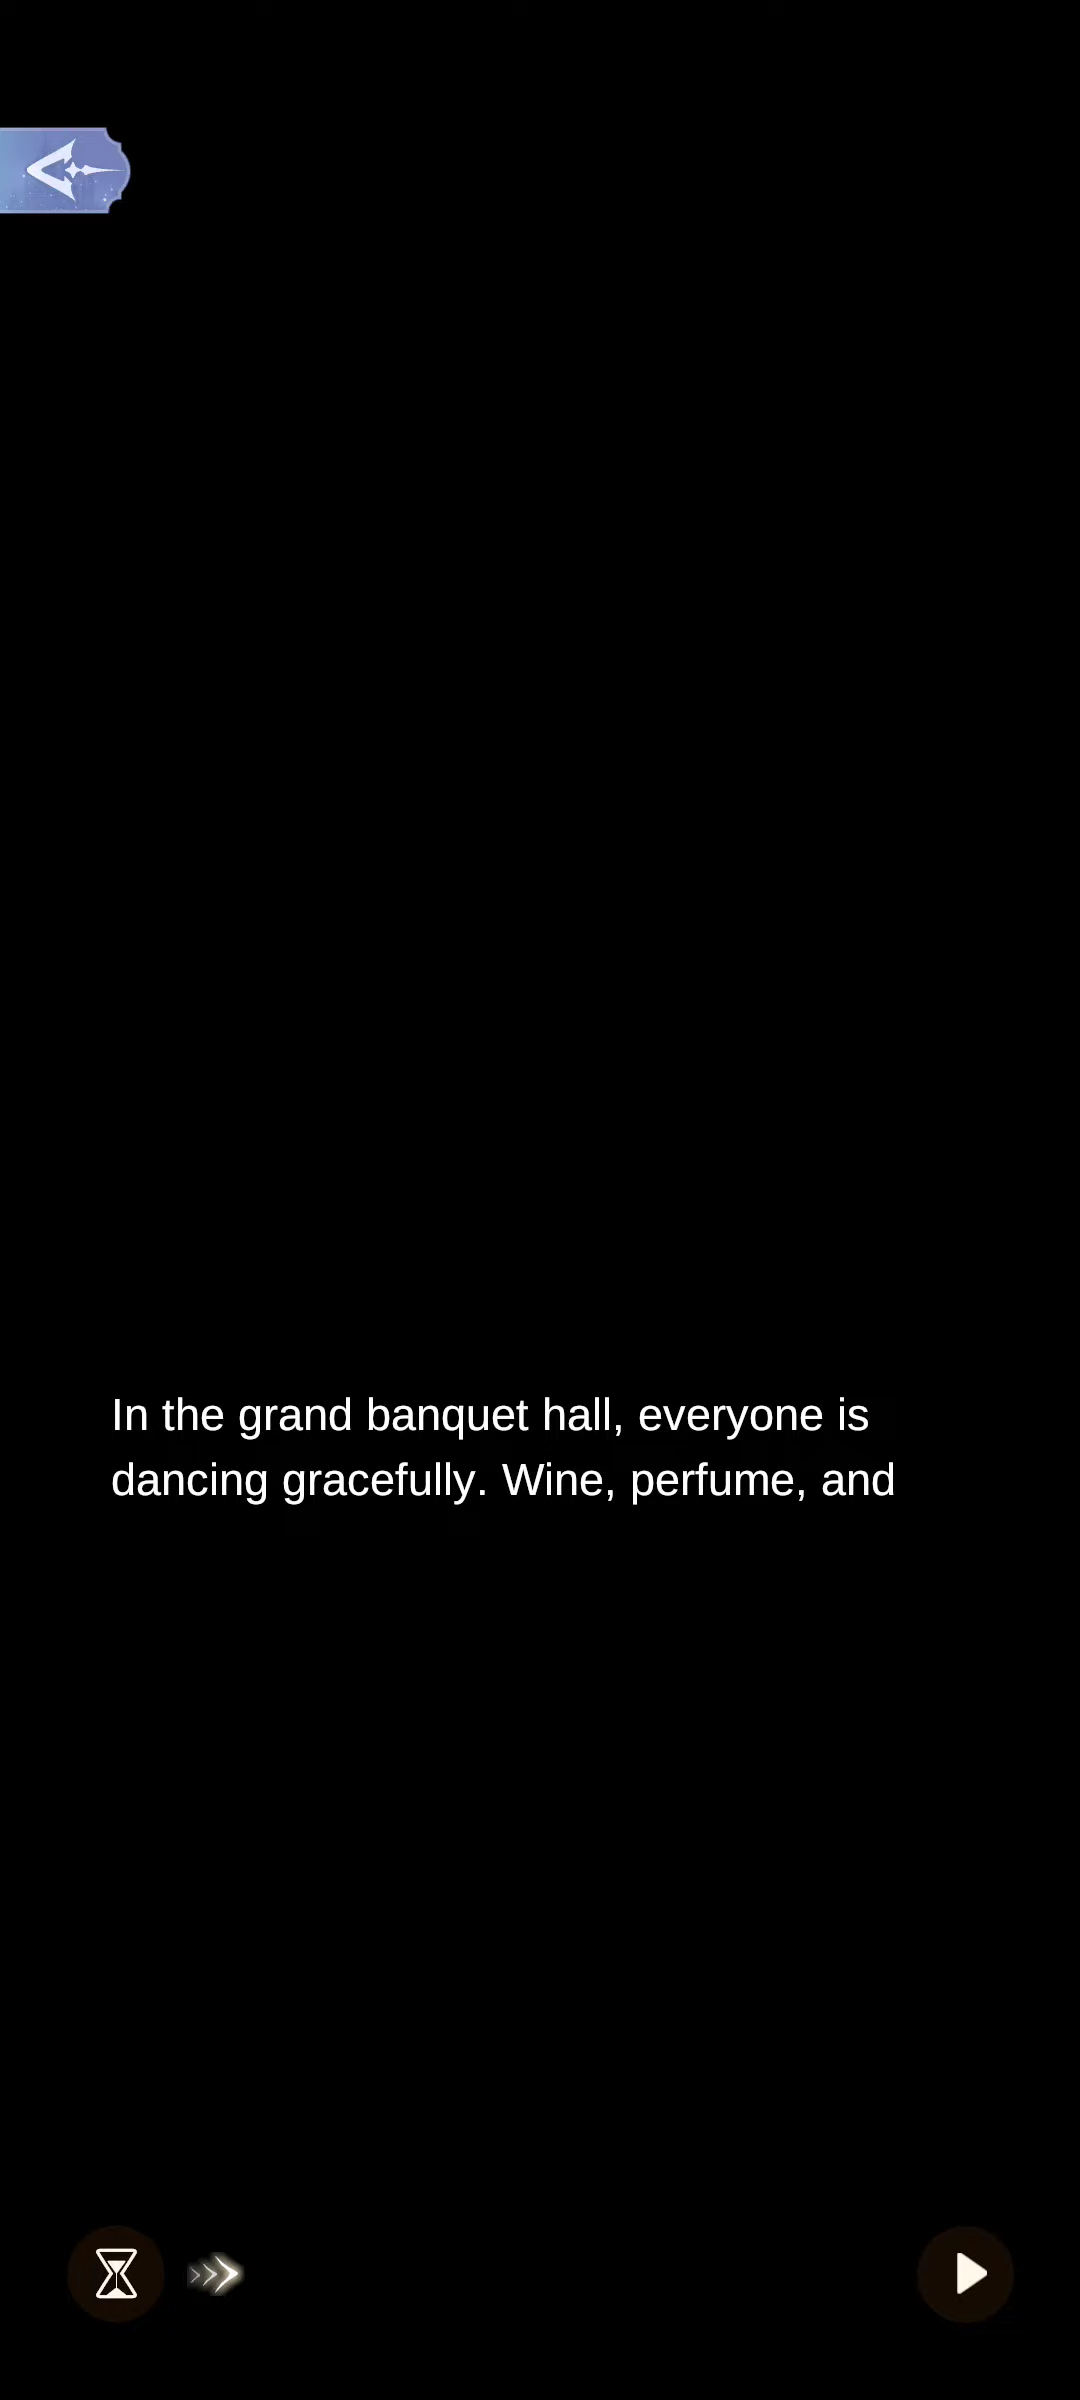 In the grand banquet hall, everyone is
dancing gracefully. Wine, perfume, and